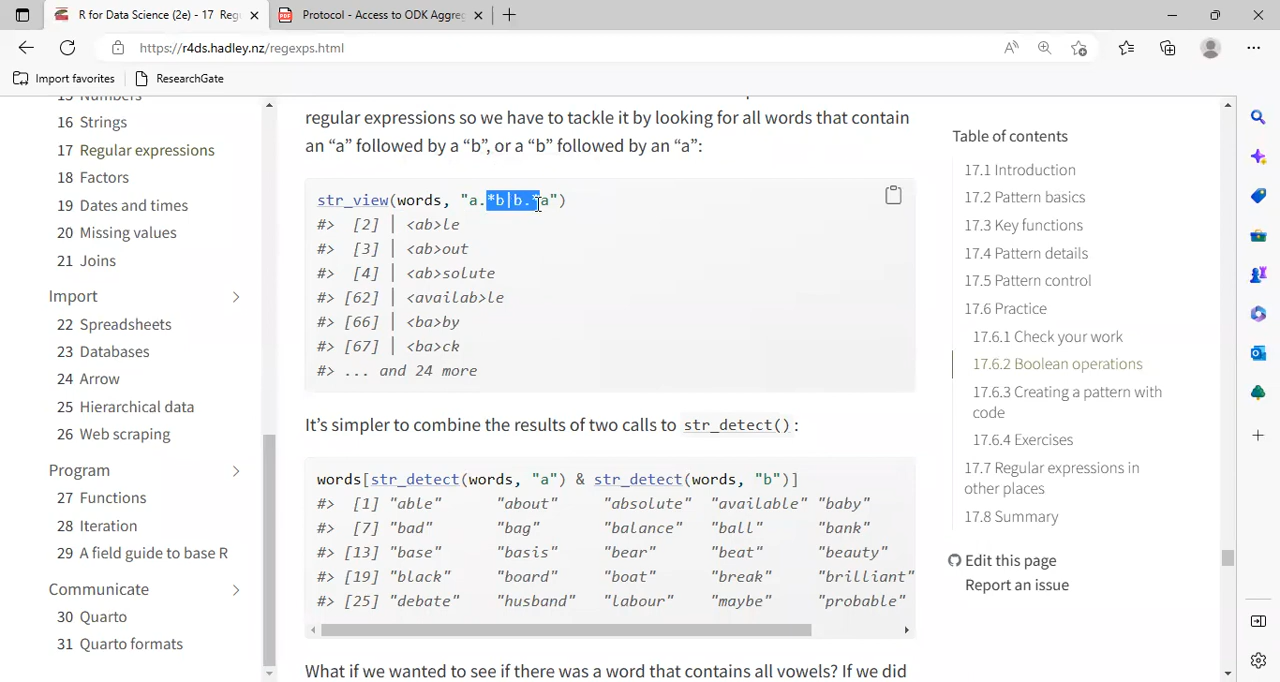 R for Data Science (2e) - 17 Regu
Protocol - Access to ODK Aggreg
https://r4ds.hadley.nz/regexps.html
Import favorites
ResearchGate
15 Numbers
16 Strings
17 Regular expressions
18 Factors
19 Dates and times
20 Missing values
21 Joins
Import
22 Spreadsheets
23 Databases
24 Arrow
25 Hierarchical data
26 Web scraping
Program
27 Functions
28 Iteration
29 A field guide to base R
Communicate
30 Quarto
31 Quarto formats
regular expressions so we have to tackle it by looking for all words that contain
an “a” followed by a “b”, or a “b” followed by an “a”:
str_view(words, "a.*b|b.*a")
#>  [2] │ <ab>le
#>  [3] │ <ab>out
#>  [4] │ <ab>solute
#> [62] │ <availab>le
#> [66] │ <ba>by
#> [67] │ <ba>ck
#> ... and 24 more
It’s simpler to combine the results of two calls to str_detect():
words[str_detect(words, "a") & str_detect(words, "b")]
#>  [1] "able" "about" "absolute" "available" "baby"
#>  [7] "bad" "bag" "balance" "ball" "bank"
#> [13] "base" "basis" "bear" "beat" "beauty"
#> [19] "black" "board" "boat" "break" "brilliant"
#> [25] "debate" "husband" "labour" "maybe" "probable"
What if we wanted to see if there was a word that contains all vowels? If we did
Table of contents
17.1 Introduction
17.2 Pattern basics
17.3 Key functions
17.4 Pattern details
17.5 Pattern control
17.6 Practice
17.6.1 Check your work
17.6.2 Boolean operations
17.6.3 Creating a pattern with
code
17.6.4 Exercises
17.7 Regular expressions in
other places
17.8 Summary
Edit this page
Report an issue